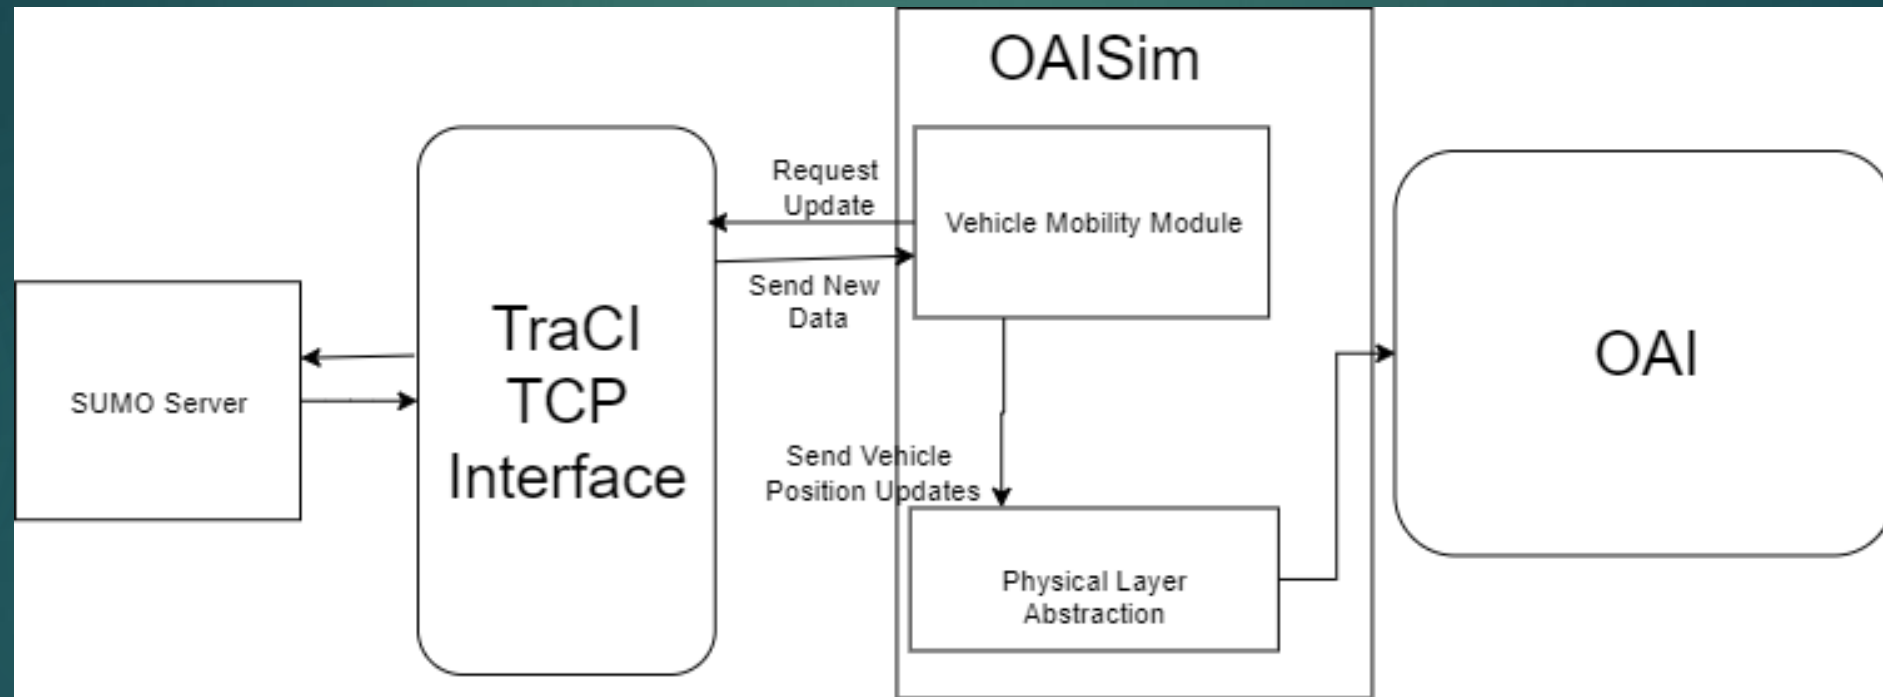 OAISim
Request
Update
Vehicle Mobility Module
Send New
Data
SUMO Server
TraCI
TCP
Interface
OAI
Send Vehicle
Position Updates
Physical Layer
Abstraction